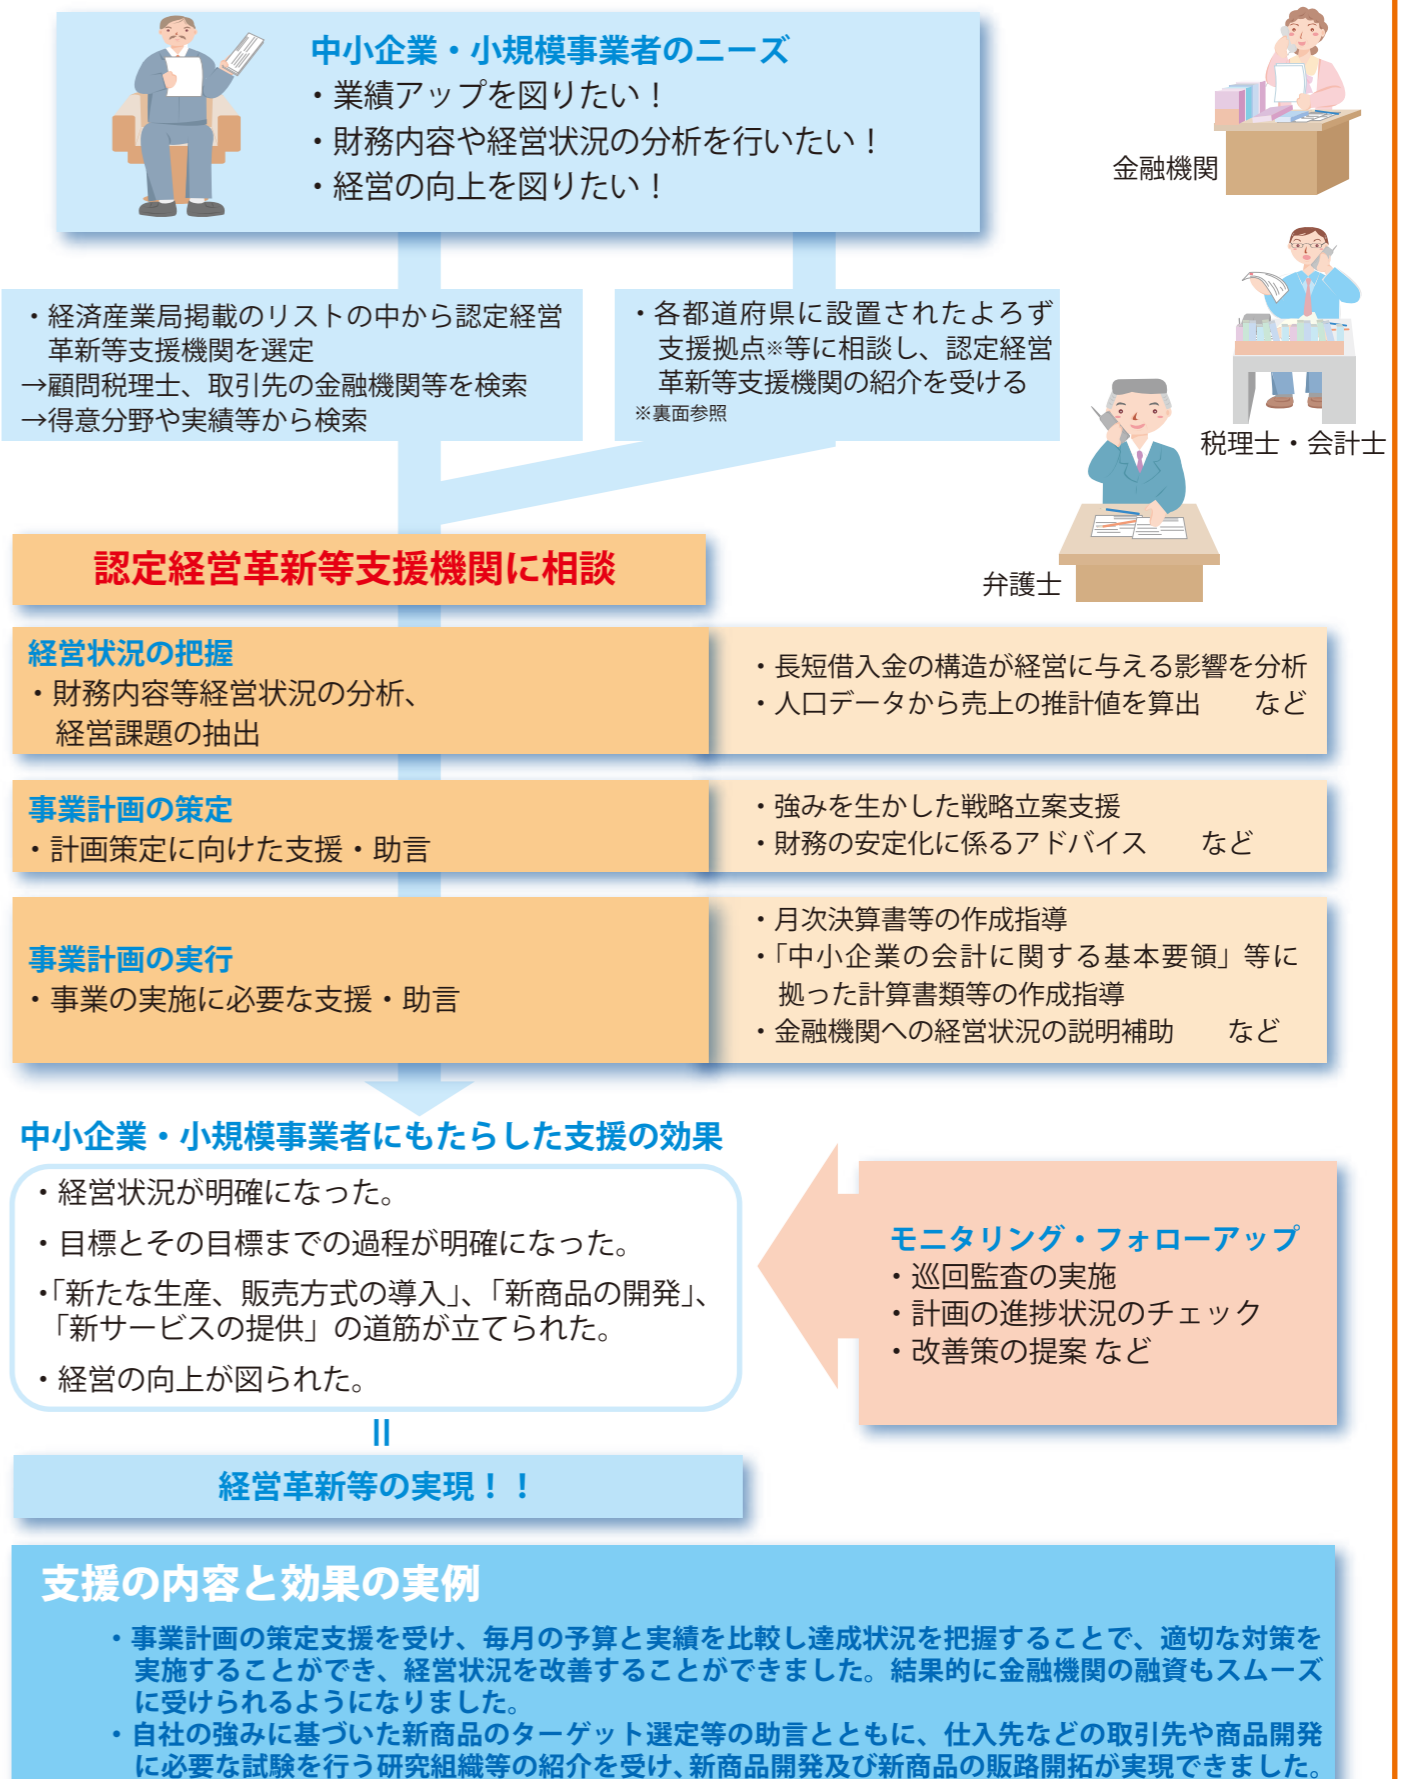 中小企業・小規模事業者のニーズ
・業績アップを図りたい！
・財務内容や経営状況の分析を行いたい！
・経営の向上を図りたい！
金融機関
・経済産業局掲載のリストの中から認定経営
革新等支援機関を選定
→顧問税理士、取引先の金融機関等を検索
→得意分野や実績等から検索
・各都道府県に設置されたよろず
支援拠点※等に相談し、認定経営
革新等支援機関の紹介を受ける
※裏面参照
税理士・会計士
弁護士
認定経営革新等支援機関に相談
経営状況の把握
・財務内容等経営状況の分析、
経営課題の抽出
・長短借入金の構造が経営に与える影響を分析
・人口データから売上の推計値を算出　　など
事業計画の策定
・計画策定に向けた支援・助言
・強みを生かした戦略立案支援
・財務の安定化に係るアドバイス　　など
事業計画の実行
・事業の実施に必要な支援・助言
・月次決算書等の作成指導
・「中小企業の会計に関する基本要領」等に
拠った計算書類等の作成指導
・金融機関への経営状況の説明補助　　など
中小企業・小規模事業者にもたらした支援の効果
・経営状況が明確になった。
・目標とその目標までの過程が明確になった。
・「新たな生産、販売方式の導入」、「新商品の開発」、
「新サービスの提供」の道筋が立てられた。
・経営の向上が図られた。
モニタリング・フォローアップ
・巡回監査の実施
・計画の進捗状況のチェック
・改善策の提案 など
＝
経営革新等の実現！！
支援の内容と効果の実例
・事業計画の策定支援を受け、毎月の予算と実績を比較し達成状況を把握することで、適切な対策を
実施することができ、経営状況を改善することができました。結果的に金融機関の融資もスムーズ
に受けられるようになりました。
・自社の強みに基づいた新商品のターゲット選定等の助言とともに、仕入先などの取引先や商品開発
に必要な試験を行う研究組織等の紹介を受け、新商品開発及び新商品の販路開拓が実現できました。